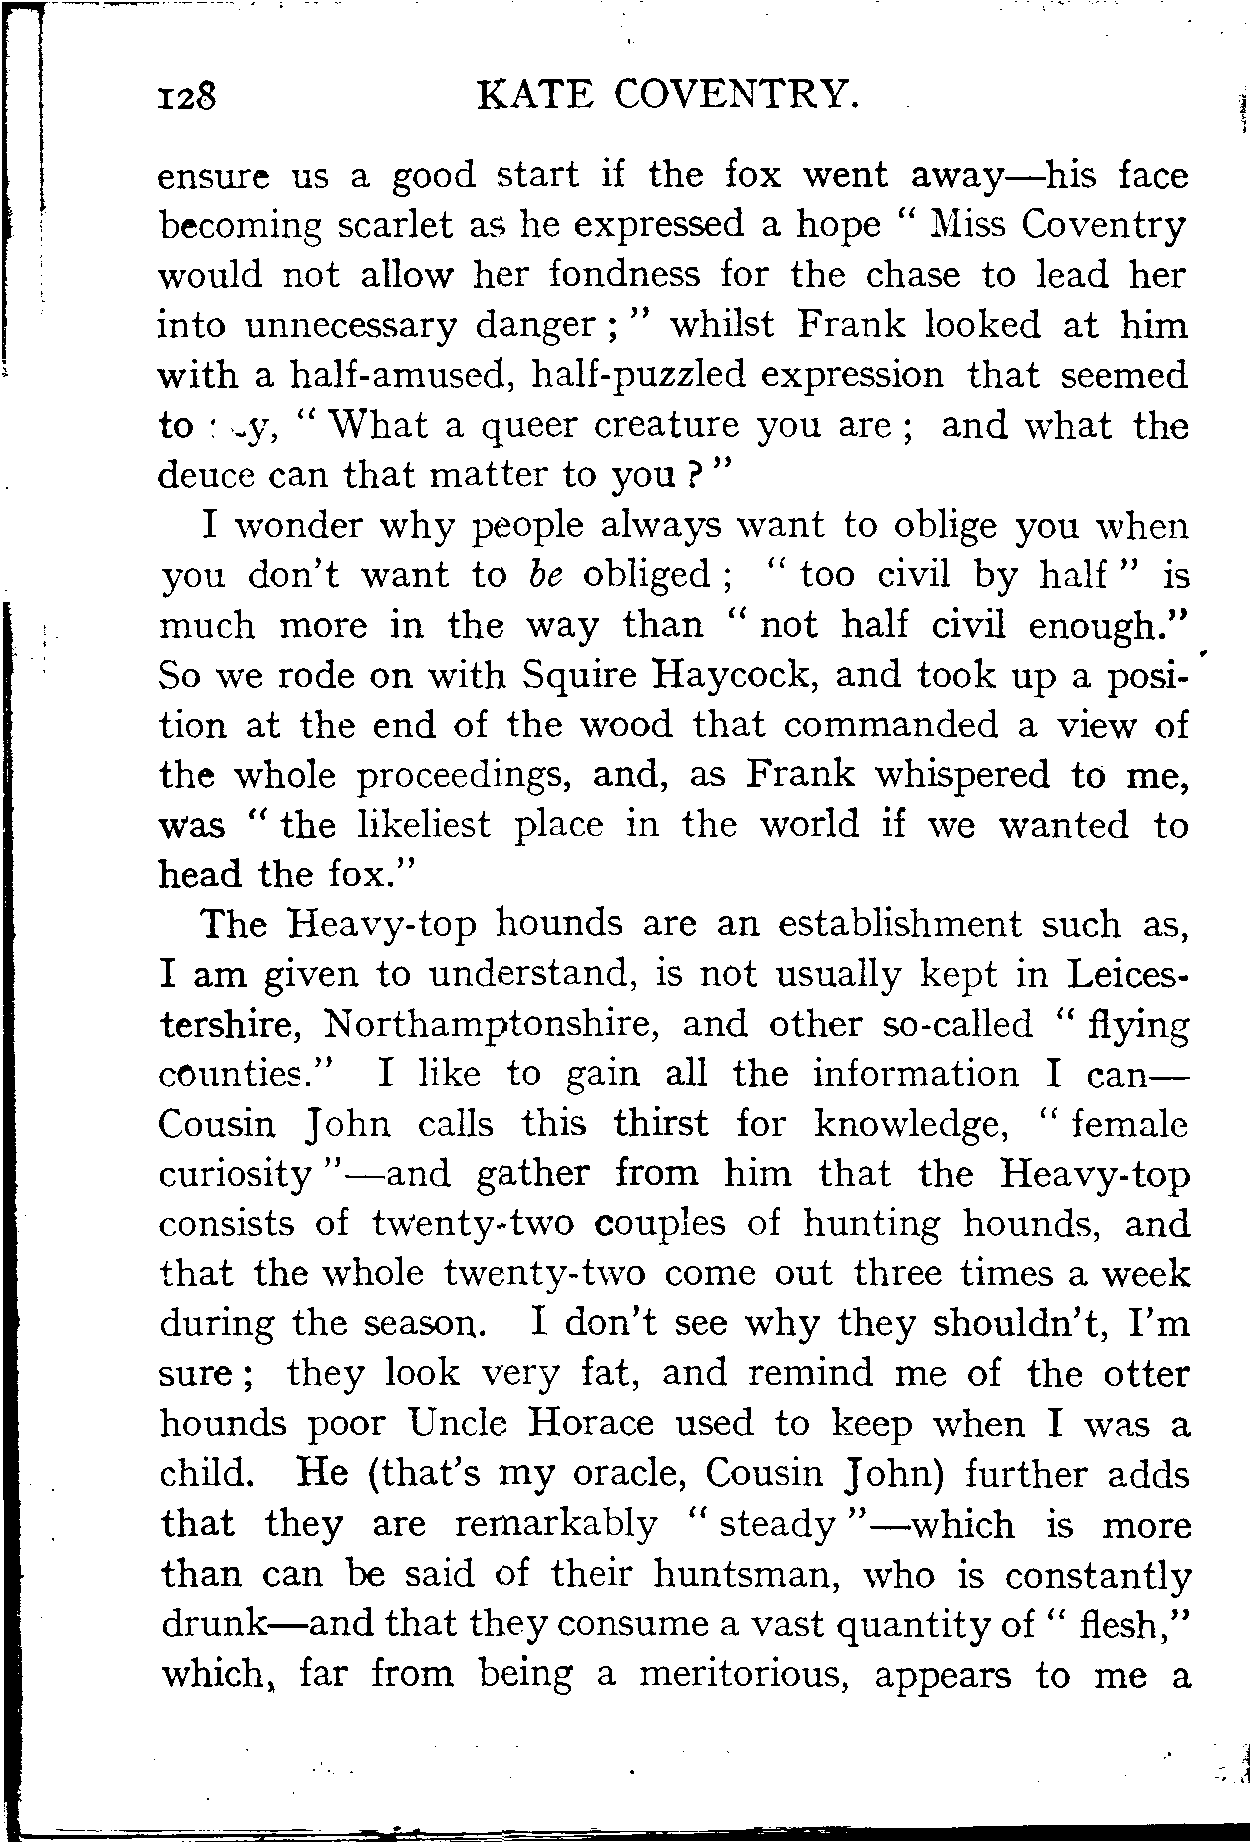 128 KATE COVENTRY.
ensure us a good start if the fox went away—his face
becoming scarlet as he expressed a hope “ Miss Coventry
would not allow her fondness for the chase to lead her
into unnecessary danger ; ” whilst Frank looked at him
with a half-amused, half-puzzled expression that seemed
to “ What a queer creature you are ; and what the
deuce can that matter to you ? ”
I wonder why people always want to oblige you when
you don’t want to be obliged ; “ too civil by half ” is
much more in the way than “ not half civil enough.”
So we rode on with Squire Haycock, and took up a posi-
tion at the end of the wood that commanded a view of
the whole proceedings, and, as Frank whispered to me,
was “ the likeliest place in the world if we wanted to
head the fox.”
The Heavy-top hounds are an establishment such as,
I am given to understand, is not usually kept in Leices-
tershire, Northamptonshire, and other so-called “ flying
counties.” I like to gain all the information I can—
Cousin John calls this thirst for knowledge, “ female
curiosity ”—and gather from him that the Heavy-top
consists of twenty-two couples of hunting hounds, and
that the whole twenty-two come out three times a week
during the season. I don’t see why they shouldn’t, I’m
sure ; they look very fat, and remind me of the otter
hounds poor Uncle Horace used to keep when I was a
child. He (that’s my oracle, Cousin John) further adds
that they are remarkably “ steady ”—which is more
than can be said of their huntsman, who is constantly
drunk—and that they consume a vast quantity of “ flesh,”
which, far from being a meritorious, appears to me a